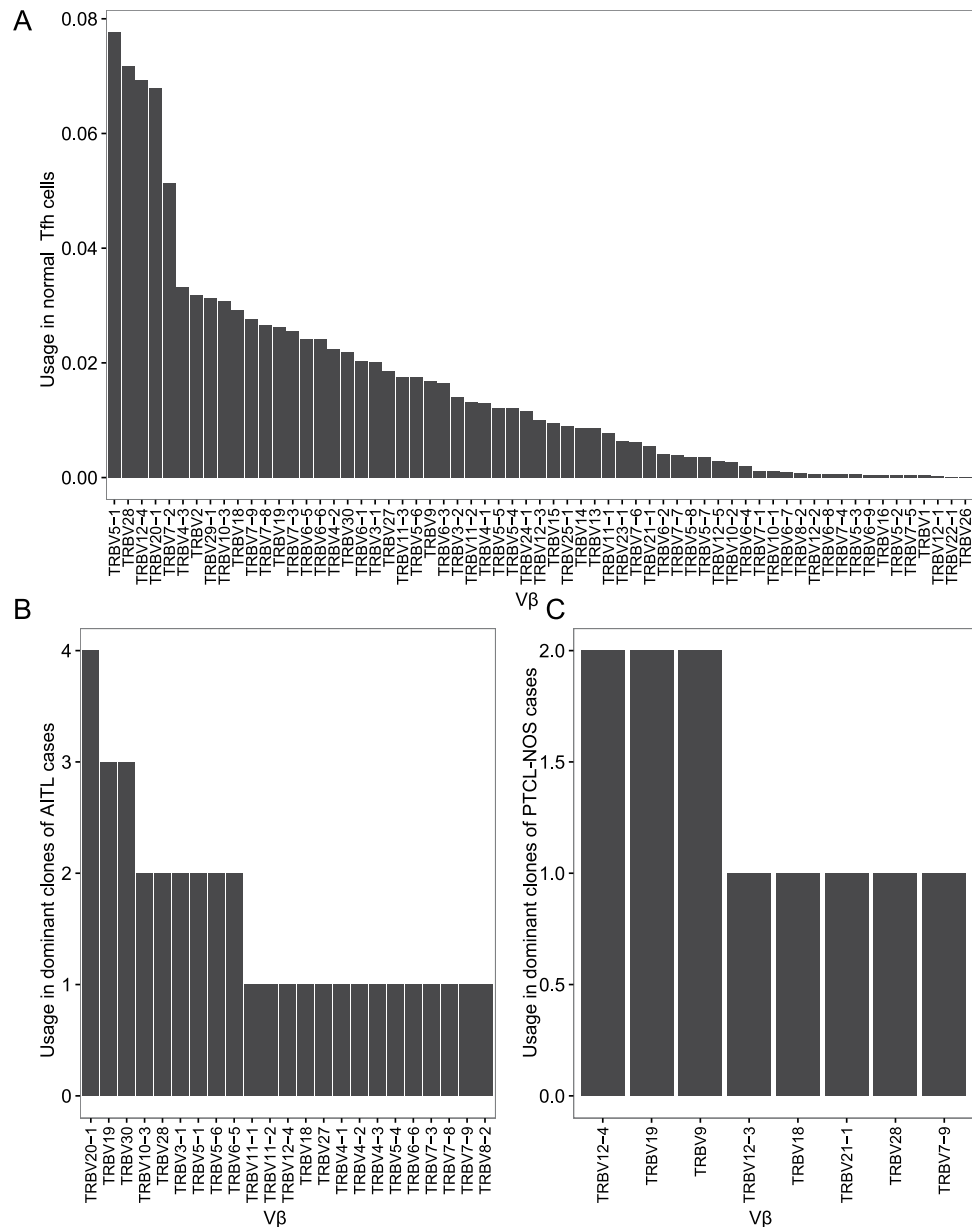 A
0.08
0.06
0.04
0.02
0.00
Usage in normal Tfh cells
TRBV5−1
TRBV28
TRBV12−4
TRBV20−1
TRBV7−2
TRBV4−3
TRBV2
TRBV29−1
TRBV10−3
TRBV18
TRBV7−9
TRBV7−8
TRBV19
TRBV7−3
TRBV6−5
TRBV6−6
TRBV4−2
TRBV30
TRBV6−1
TRBV3−1
TRBV27
TRBV11−3
TRBV5−6
TRBV9
TRBV6−3
TRBV3−2
TRBV11−2
TRBV4−1
TRBV5−5
TRBV5−4
TRBV24−1
TRBV12−3
TRBV15
TRBV25−1
TRBV14
TRBV13
TRBV11−1
TRBV23−1
TRBV7−6
TRBV21−1
TRBV6−2
TRBV7−7
TRBV5−8
TRBV5−7
TRBV12−5
TRBV10−2
TRBV6−4
TRBV7−1
TRBV10−1
TRBV6−7
TRBV8−2
TRBV12−2
TRBV6−8
TRBV7−4
TRBV5−3
TRBV6−9
TRBV16
TRBV5−2
TRBV7−5
TRBV1
TRBV12−1
TRBV22−1
TRBV26
Vβ
B
4
3
2
1
0
Usage in dominant clones of AITL cases
TRBV20−1
TRBV19
TRBV30
TRBV10−3
TRBV28
TRBV3−1
TRBV5−1
TRBV5−6
TRBV6−5
TRBV11−1
TRBV11−2
TRBV12−4
TRBV18
TRBV27
TRBV4−1
TRBV4−2
TRBV4−3
TRBV5−4
TRBV6−6
TRBV7−3
TRBV7−8
TRBV7−9
TRBV8−2
Vβ
C
2.0
1.5
1.0
0.5
0.0
Usage in dominant clones of PTCL-NOS cases
TRBV12−4
TRBV19
TRBV9
TRBV12−3
TRBV18
TRBV21−1
TRBV28
TRBV7−9
Vβ